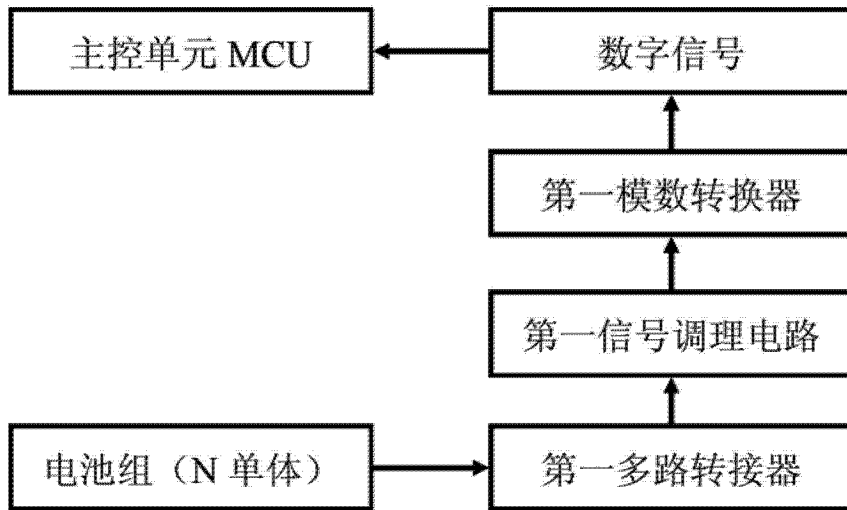 主控单元 MCU
数字信号
第一模数转换器
第一信号调理电路
电池组（N 单体）
第一多路转接器